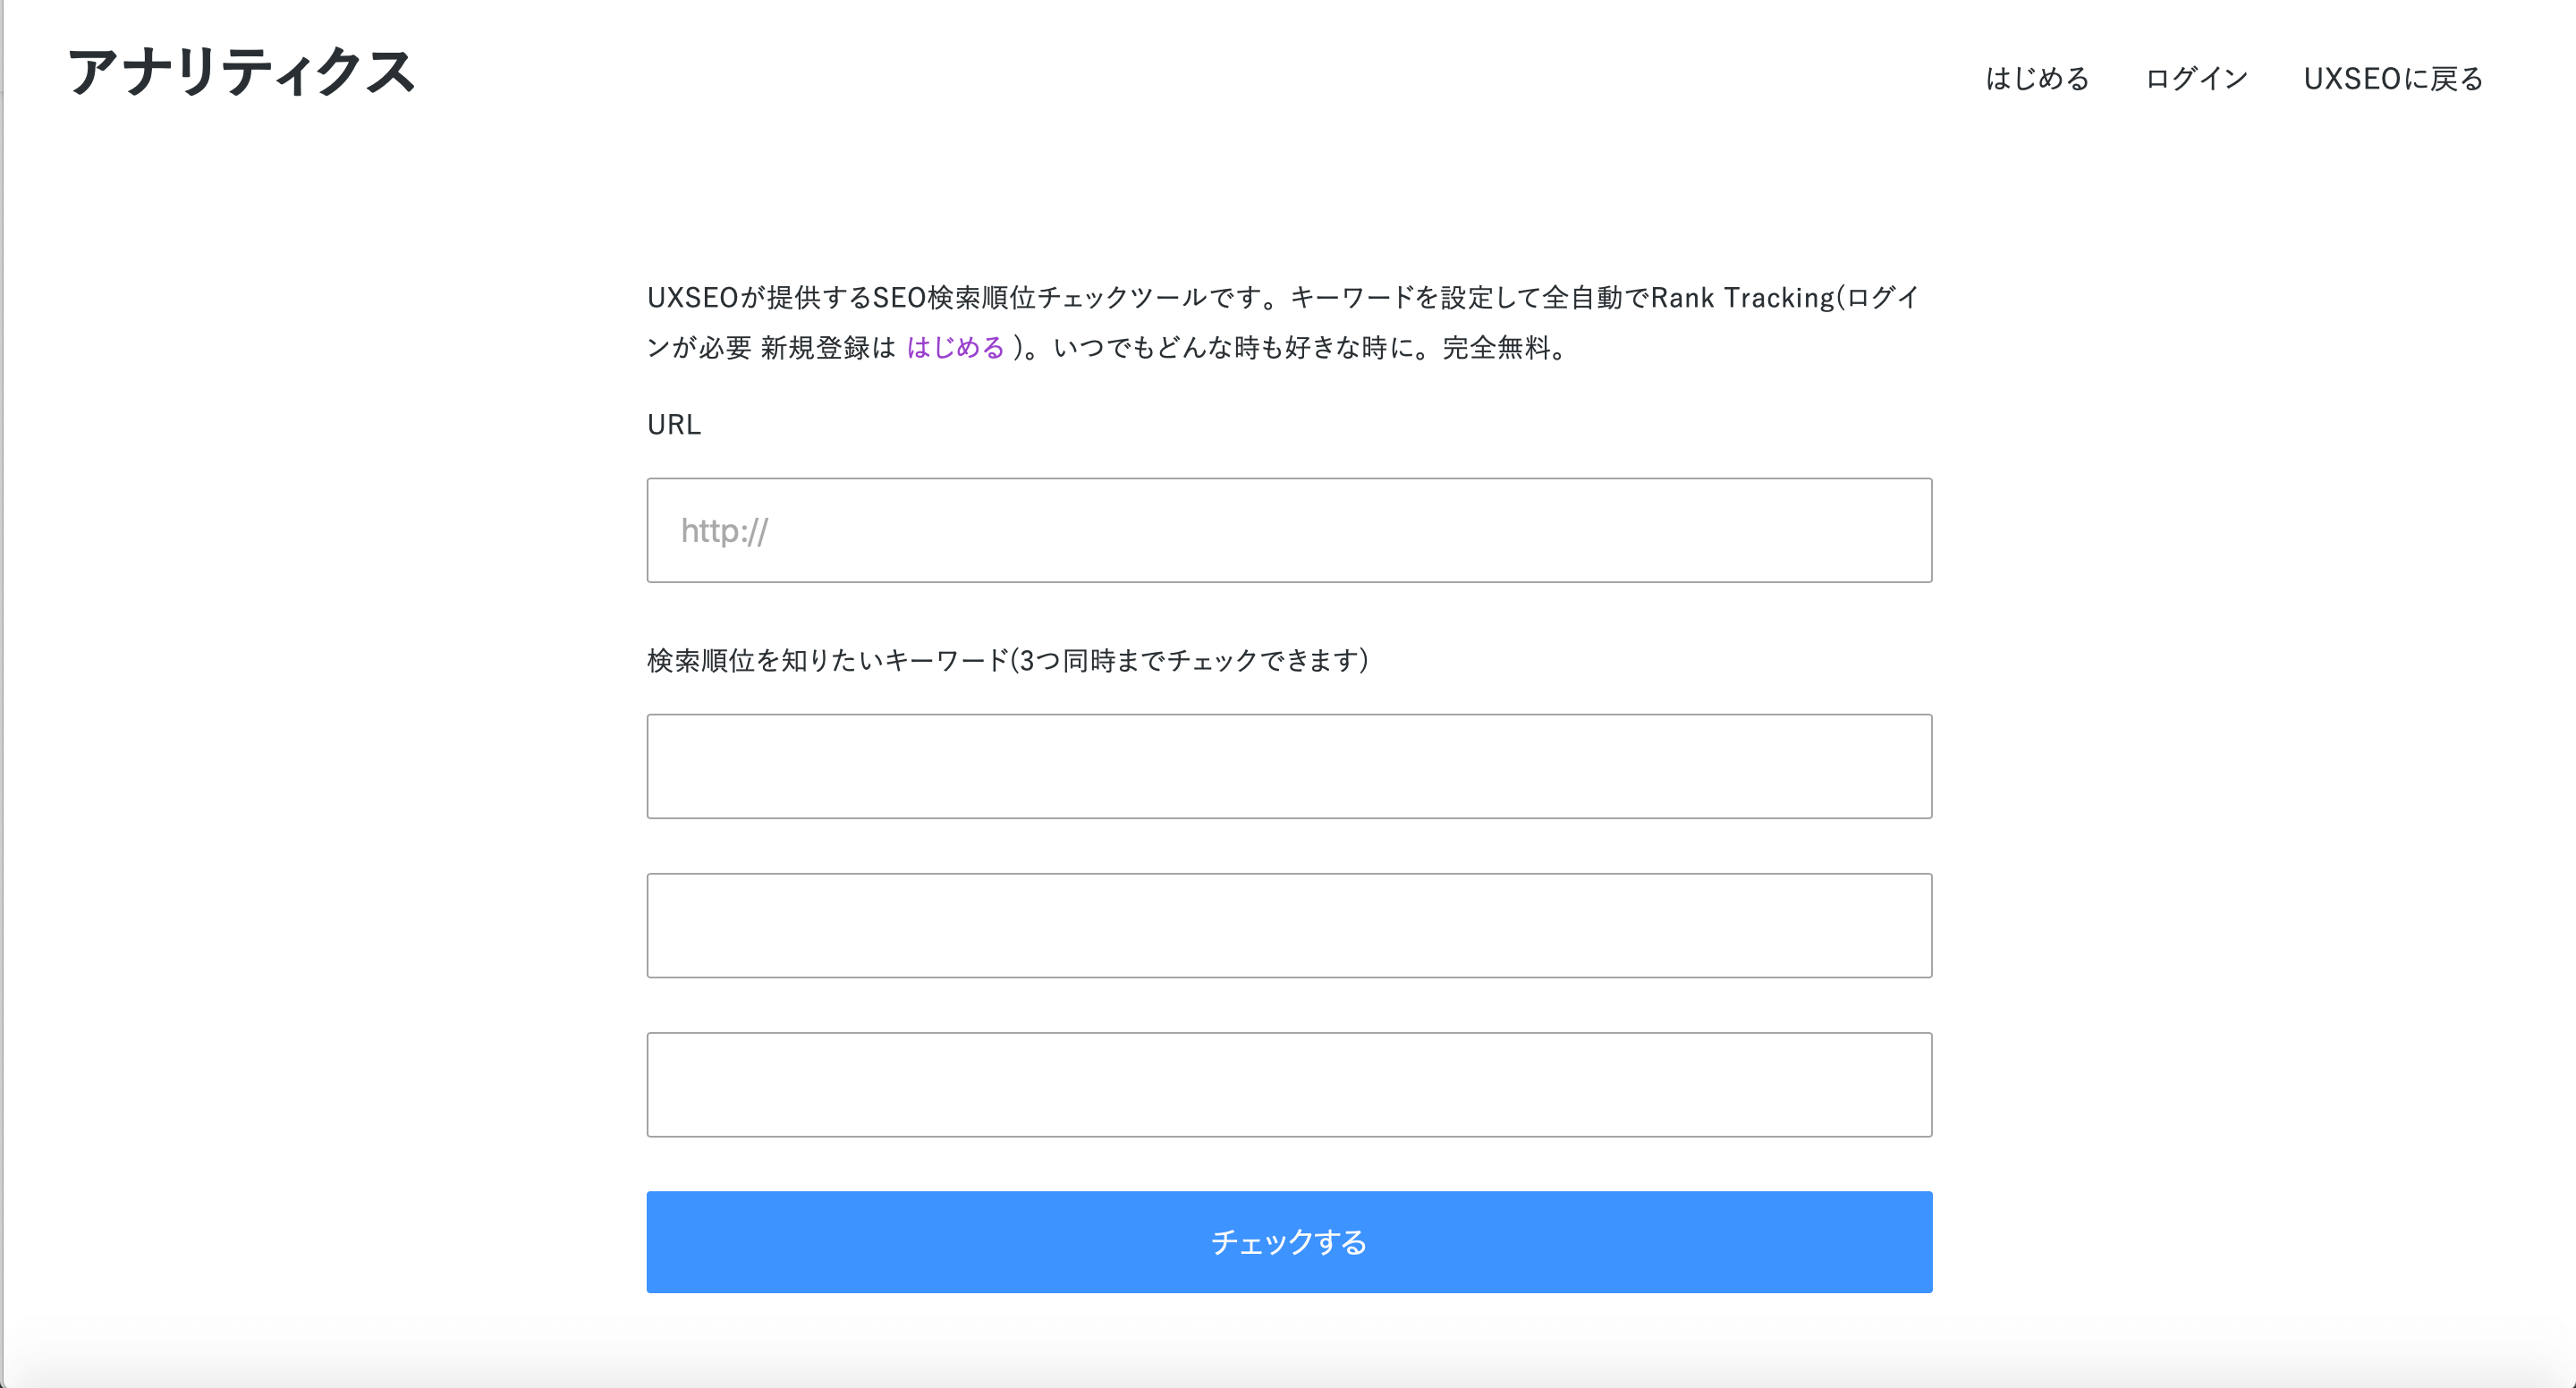 アナリティクス
はじめる ログイン UXSEOに戻る
UXSEOが提供するSEO検索順位チェックツールです。キーワードを設定して全自動でRank Tracking(ログイ
ンが必要 新規登録は はじめる )。いつでもどんな時も好きな時に。完全無料。
URL
http://
検索順位を知りたいキーワード(3つ同時までチェックできます)
チェックする